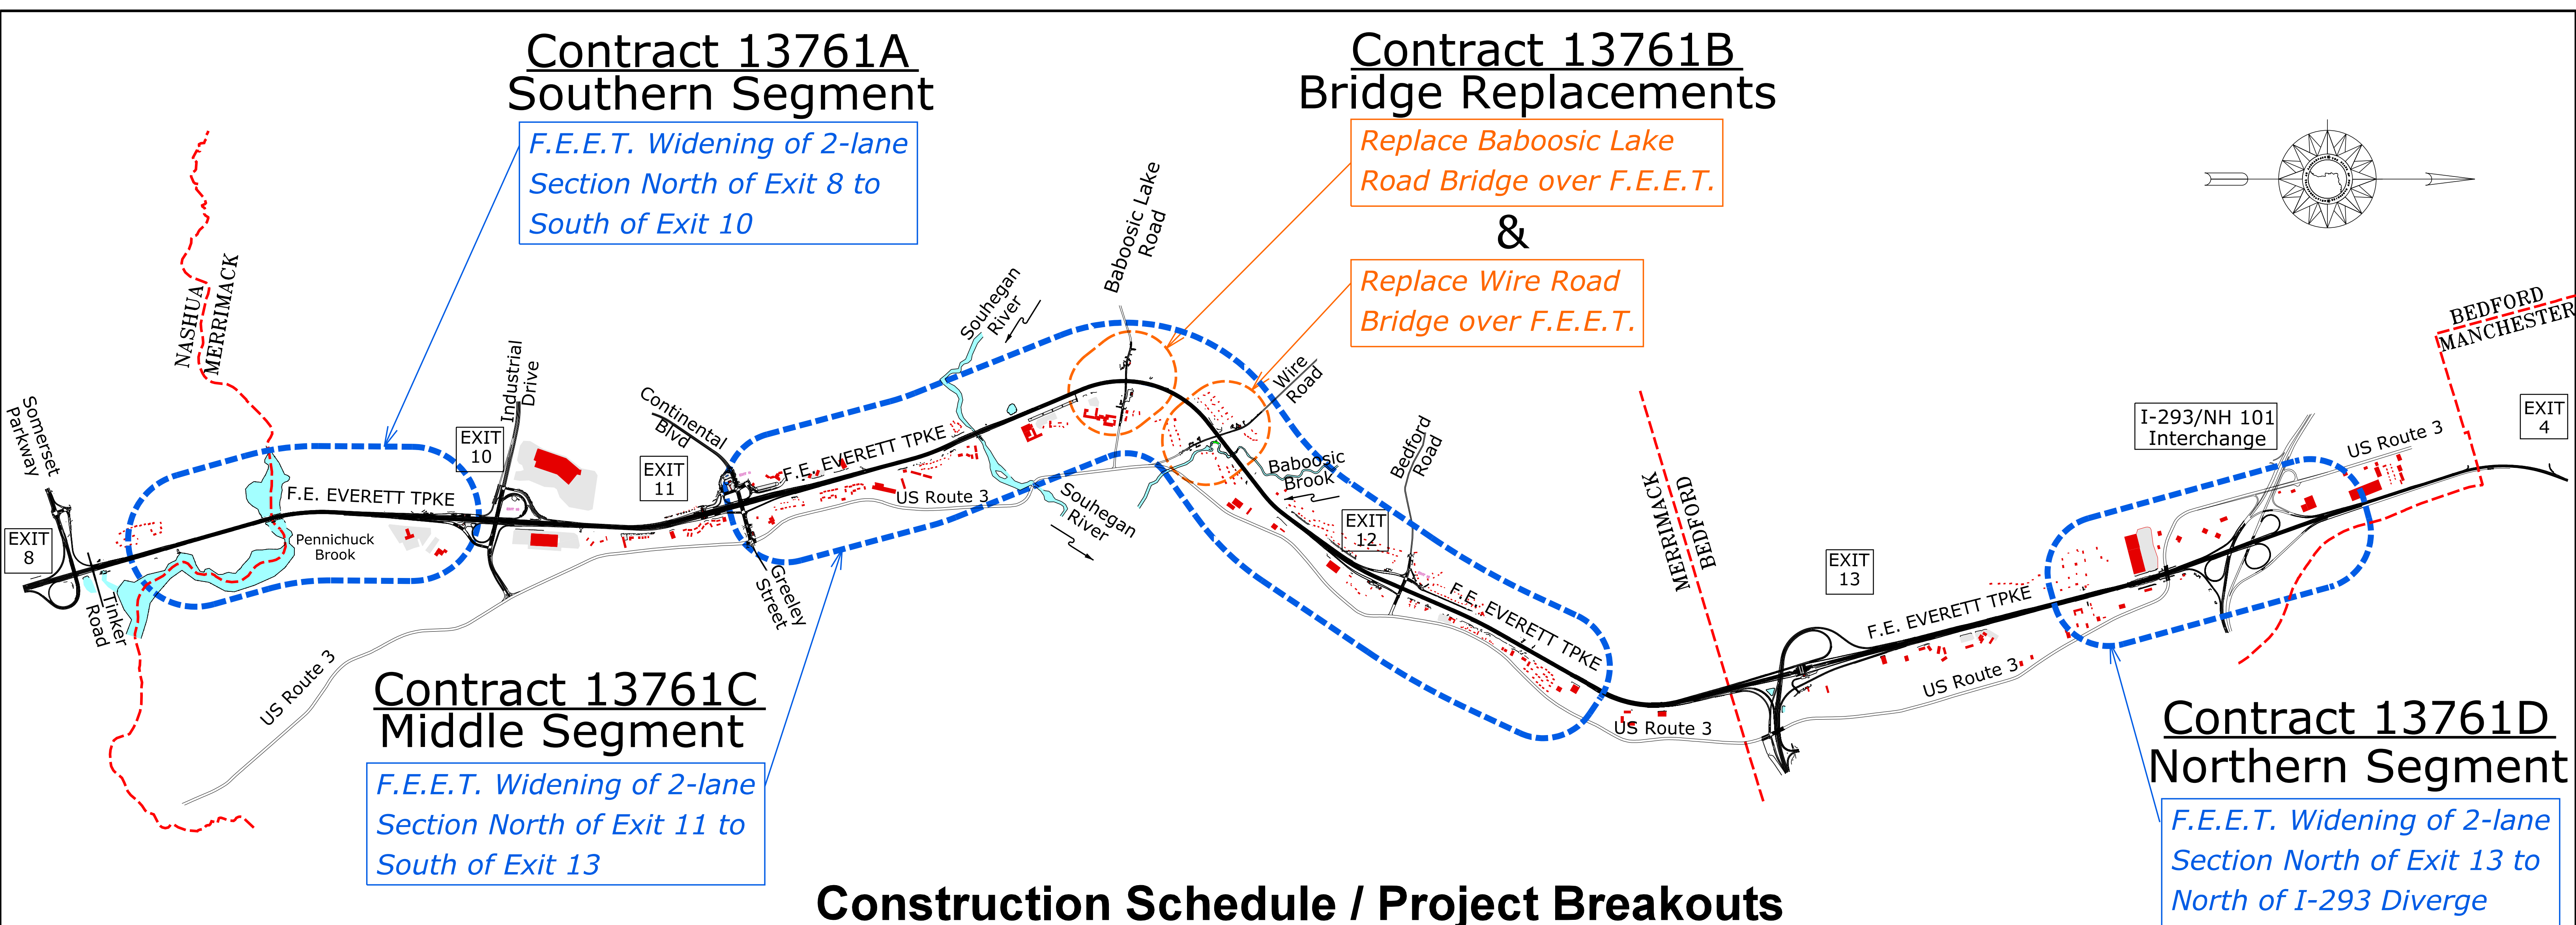 Contract 13761A
Southern Segment
F.E.E.T. Widening of 2-lane
Section North of Exit 8 to
South of Exit 10
Contract 13761B
Bridge Replacements
Replace Baboosic Lake
Road Bridge over F.E.E.T.
&
Replace Wire Road
Bridge over F.E.E.T.
NASHUA
MERRIMACK
Somerset
Parkway
EXIT
8
Tinker
Road
Pennichuck
Brook
F.E. EVERETT TPKE
EXIT
10
Industrial
Drive
US Route 3
Continental
Blvd
EXIT
11
Greeley
Street
F.E. EVERETT TPKE
US Route 3
Souhegan
River
Souhegan
River
Baboosic Lake
Road
Wire
Road
Baboosic
Brook
EXIT
12
Bedford
Road
F.E. EVERETT TPKE
US Route 3
MERRIMACK
BEDFORD
EXIT
13
F.E. EVERETT TPKE
US Route 3
I-293/NH 101
Interchange
US Route 3
BEDFORD
MANCHESTER
EXIT
4
Contract 13761C
Middle Segment
F.E.E.T. Widening of 2-lane
Section North of Exit 11 to
South of Exit 13
Contract 13761D
Northern Segment
F.E.E.T. Widening of 2-lane
Section North of Exit 13 to
North of I-293 Diverge
Construction Schedule / Project Breakouts